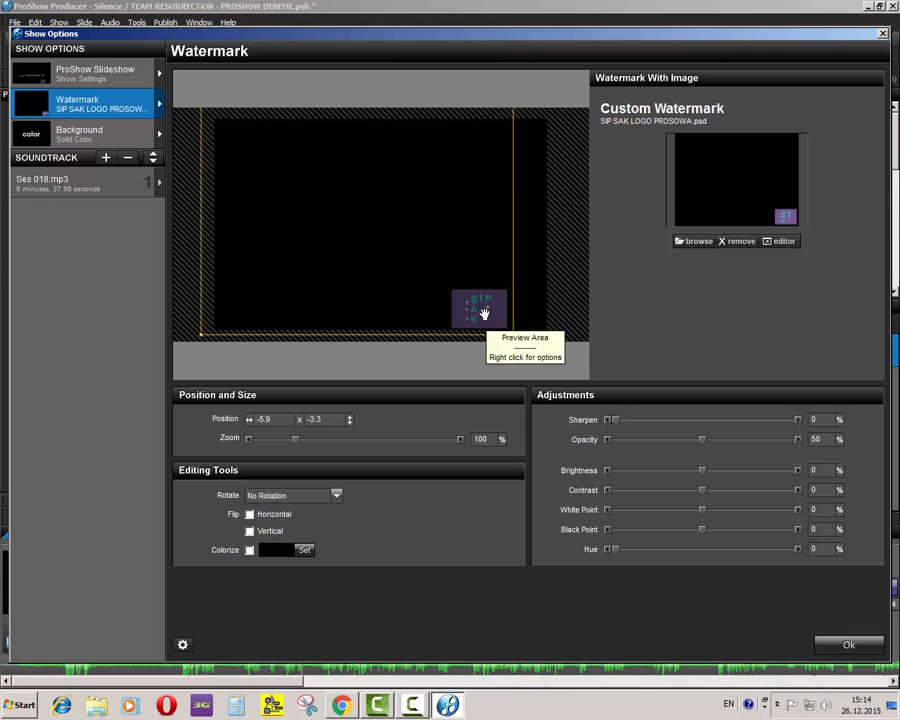 ProShow Producer - Silence / TEAM RESURRECTiON - PROSHOW DENEME.psb *
File Edit Show Slide Audio Tools Publish Window Help
Show Options
SHOW OPTIONS
ProShow Slideshow
Show Settings
Watermark
SIP SAK LOGO PROSOW...
color
Background
Solid Color
SOUNDTRACK
Ses 018.mp3
8 minutes, 37.98 seconds
1
Watermark
ŞİP
A
K
Preview Area
--------
Right click for options
Watermark With Image
Custom Watermark
SIP SAK LOGO PROSOWA.psd
browse remove editor
Position and Size
Position -5.9 x -3.3
Zoom 100 %
Editing Tools
Rotate No Rotation
Flip Horizontal
Vertical
Colorize Set
Adjustments
Sharpen 0 %
Opacity 50 %
Brightness 0 %
Contrast 0 %
White Point 0 %
Black Point 0 %
Hue 0 %
Ok
Start
3G
EN
15:14
26.12.2015